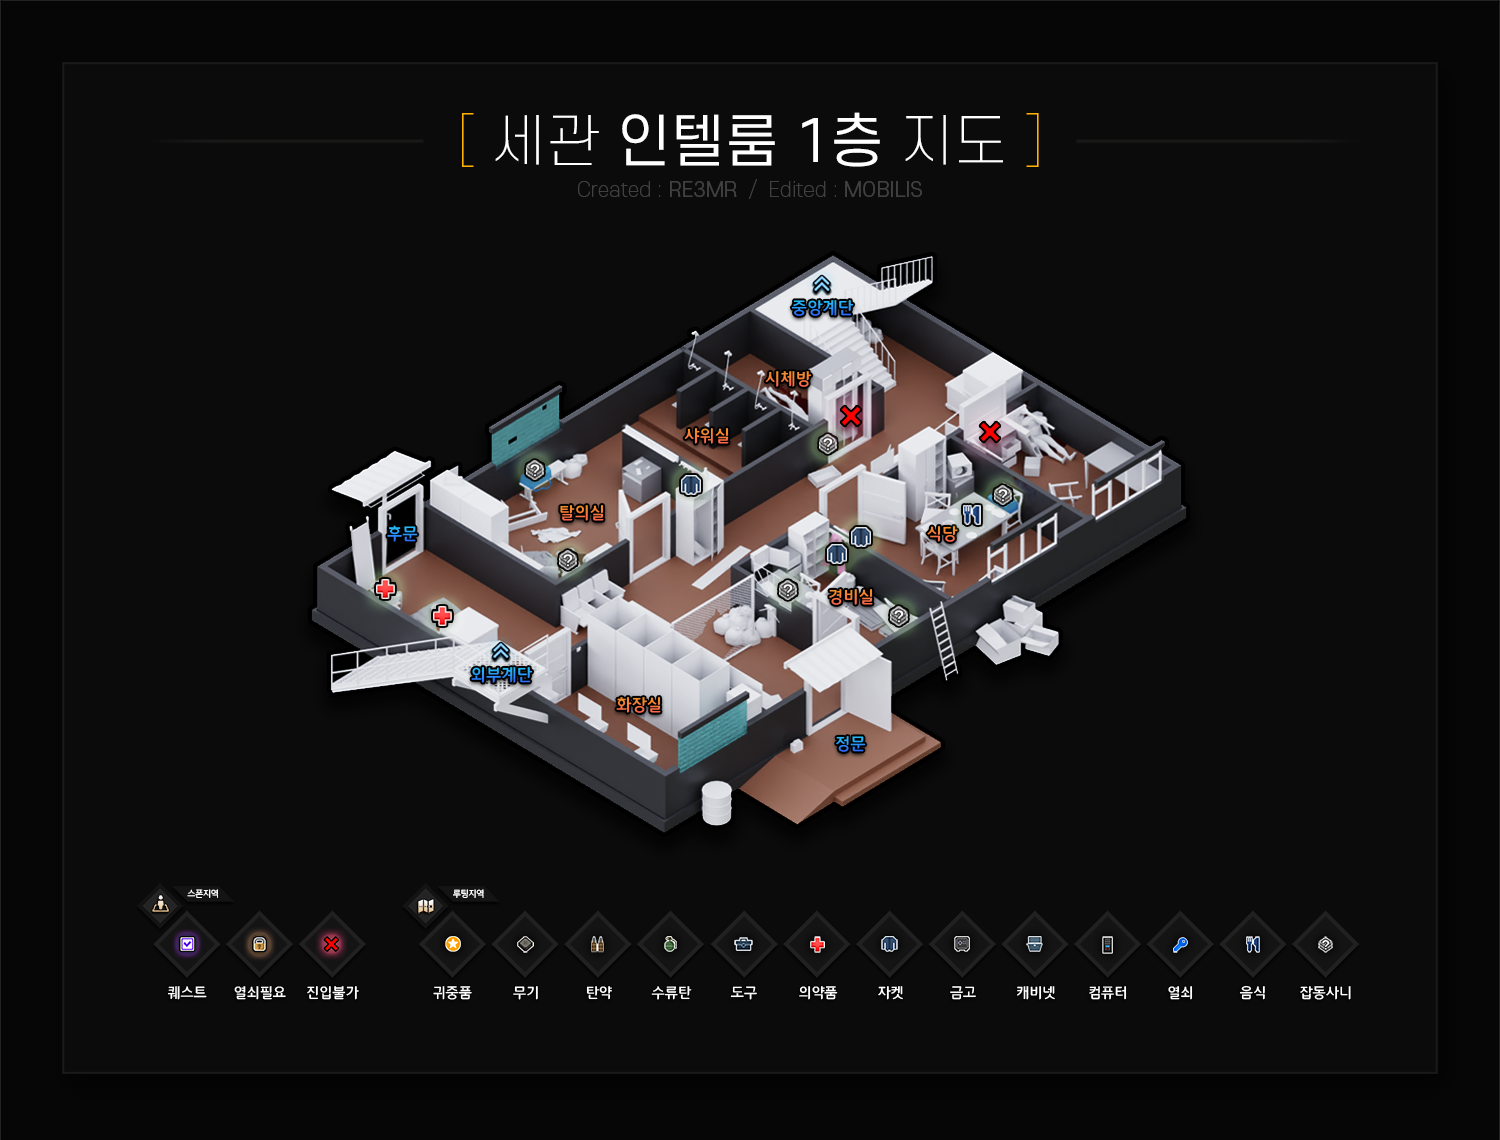 [ 세관 인텔룸 1층 지도 ]
Created : RE3MR / Edited : MOBILIS
중앙계단
시체방
샤워실
탈의실
후문
식당
경비실
외부계단
화장실
정문
스폰지역
루팅지역
퀘스트 열쇠필요 진입불가 귀중품 무기 탄약 수류탄 도구 의약품 자켓 금고 캐비넷 컴퓨터 열쇠 음식 잡동사니